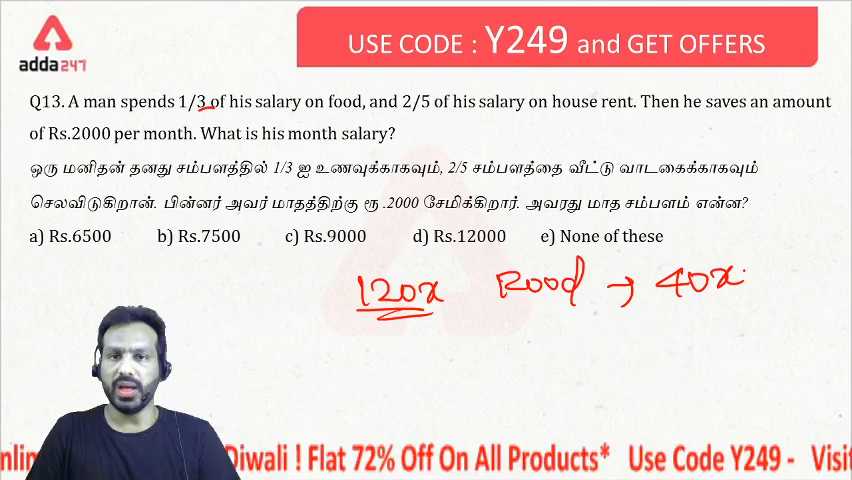 USE CODE : Y249 and GET OFFERS
adda247
Q13. A man spends 1/3 of his salary on food, and 2/5 of his salary on house rent. Then he saves an amount
of Rs.2000 per month. What is his month salary?
ஒரு மனிதன் தனது சம்பளத்தில் 1/3 ஐ உணவுக்காகவும், 2/5 சம்பளத்தை வீட்டு வாடகைக்காகவும்
செலவிடுகிறான். பின்னர் அவர் மாதத்திற்கு ரூ .2000 சேமிக்கிறார். அவரது மாத சம்பளம் என்ன?
a) Rs.6500 b) Rs.7500 c) Rs.9000 d) Rs.12000 e) None of these
120x Food → 40x
Diwali ! Flat 72% Off On All Products* Use Code Y249 -